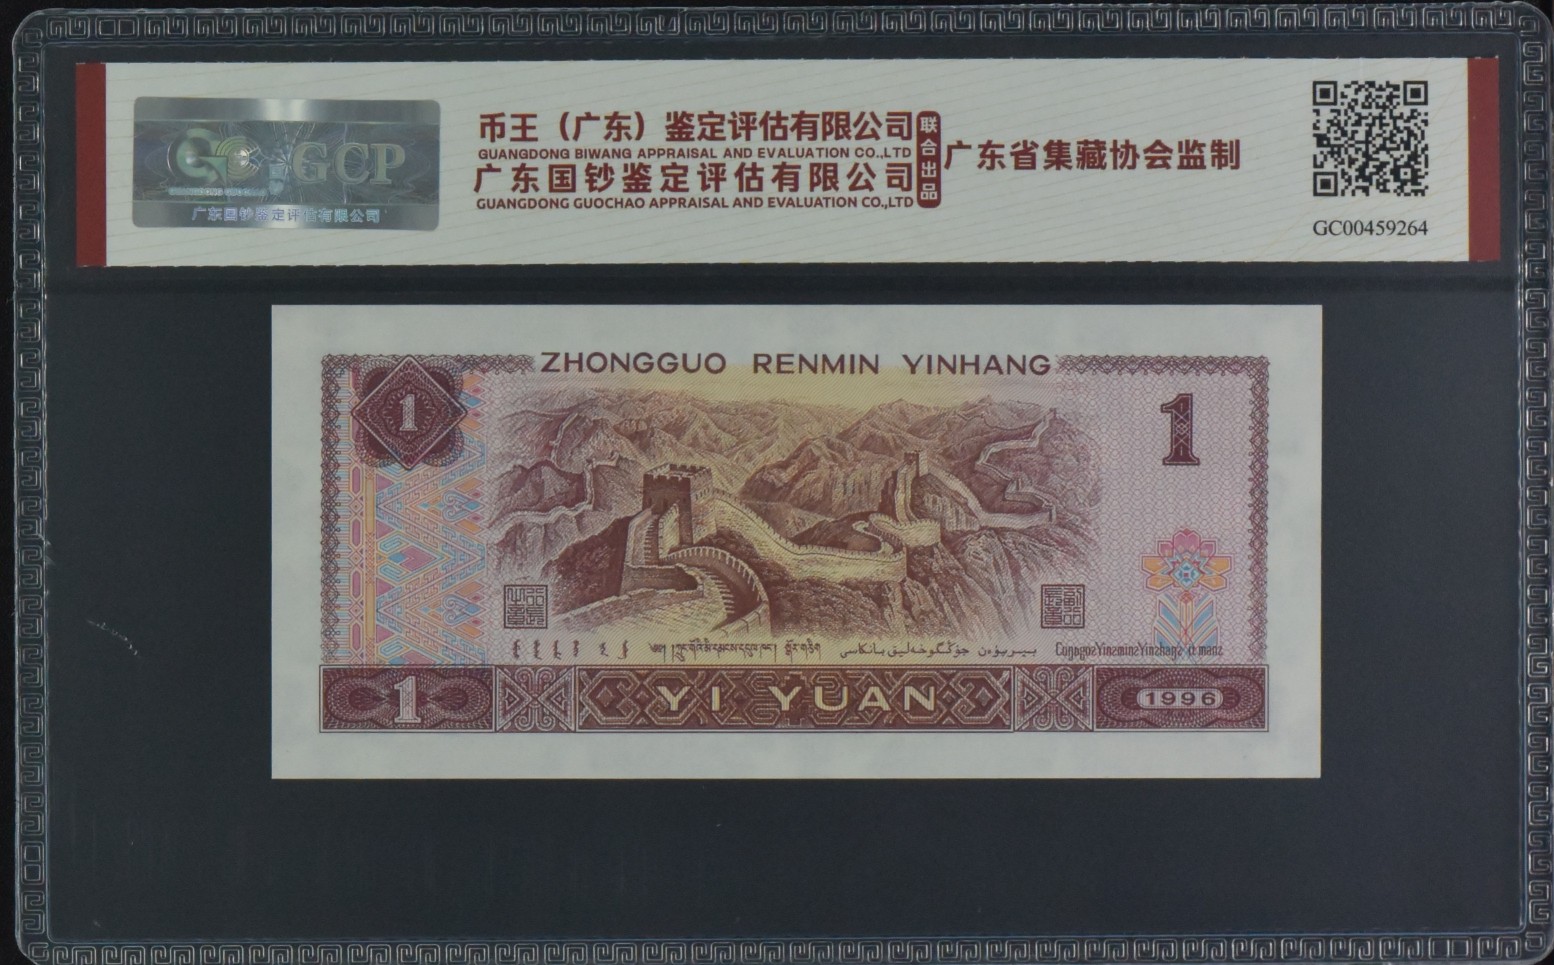 GCP
广东国钞鉴定评估有限公司
币王（广东）鉴定评估有限公司
GUANGDONG BIWANG APPRAISAL AND EVALUATION CO.,LTD
广东国钞鉴定评估有限公司
GUANGDONG GUOCHAO APPRAISAL AND EVALUATION CO.,LTD
联合出品
广东省集藏协会监制
GC00459264
ZHONGGUO RENMIN YINHANG
1
1
1
YI YUAN
1996